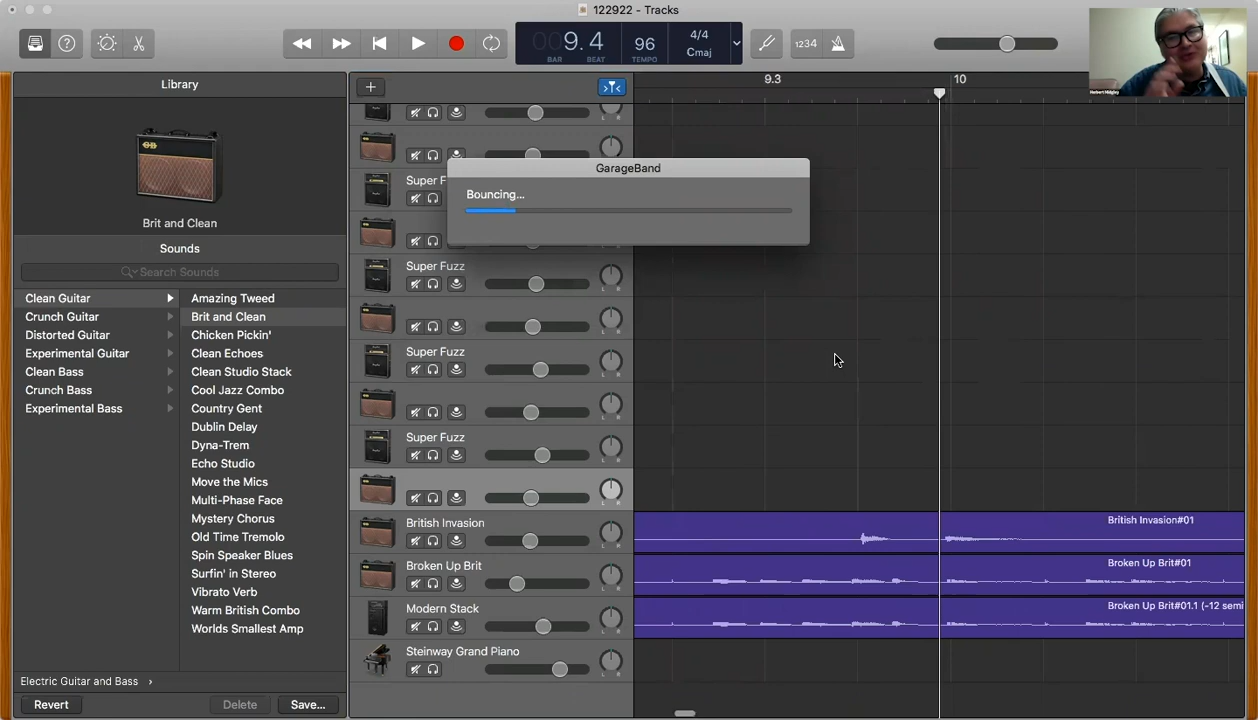 122922 - Tracks
009.4
BAR
BEAT
96
TEMPO
4/4
Cmaj
1234
Herbert Midgley
Library
Brit and Clean
Sounds
Search Sounds
Clean Guitar
Crunch Guitar
Distorted Guitar
Experimental Guitar
Clean Bass
Crunch Bass
Experimental Bass
Amazing Tweed
Brit and Clean
Chicken Pickin'
Clean Echoes
Clean Studio Stack
Cool Jazz Combo
Country Gent
Dublin Delay
Dyna-Trem
Echo Studio
Move the Mics
Multi-Phase Face
Mystery Chorus
Old Time Tremolo
Spin Speaker Blues
Surfin' in Stereo
Vibrato Verb
Warm British Combo
Worlds Smallest Amp
Electric Guitar and Bass
Revert
Delete
Save...
9.3
10
GarageBand
Bouncing...
Super F
Super Fuzz
Super Fuzz
Super Fuzz
British Invasion
Broken Up Brit
Modern Stack
Steinway Grand Piano
British Invasion#01
Broken Up Brit#01
Broken Up Brit#01.1 (-12 semi